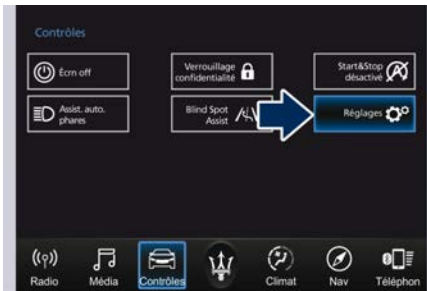 Contrôles
Écrn off
Verrouillage
confidentialité
Start&Stop
désactivé
Assist. auto.
phares
Blind Spot
Assist
Réglages
Radio
Média
Contrôles
Climat
Nav
Téléphon